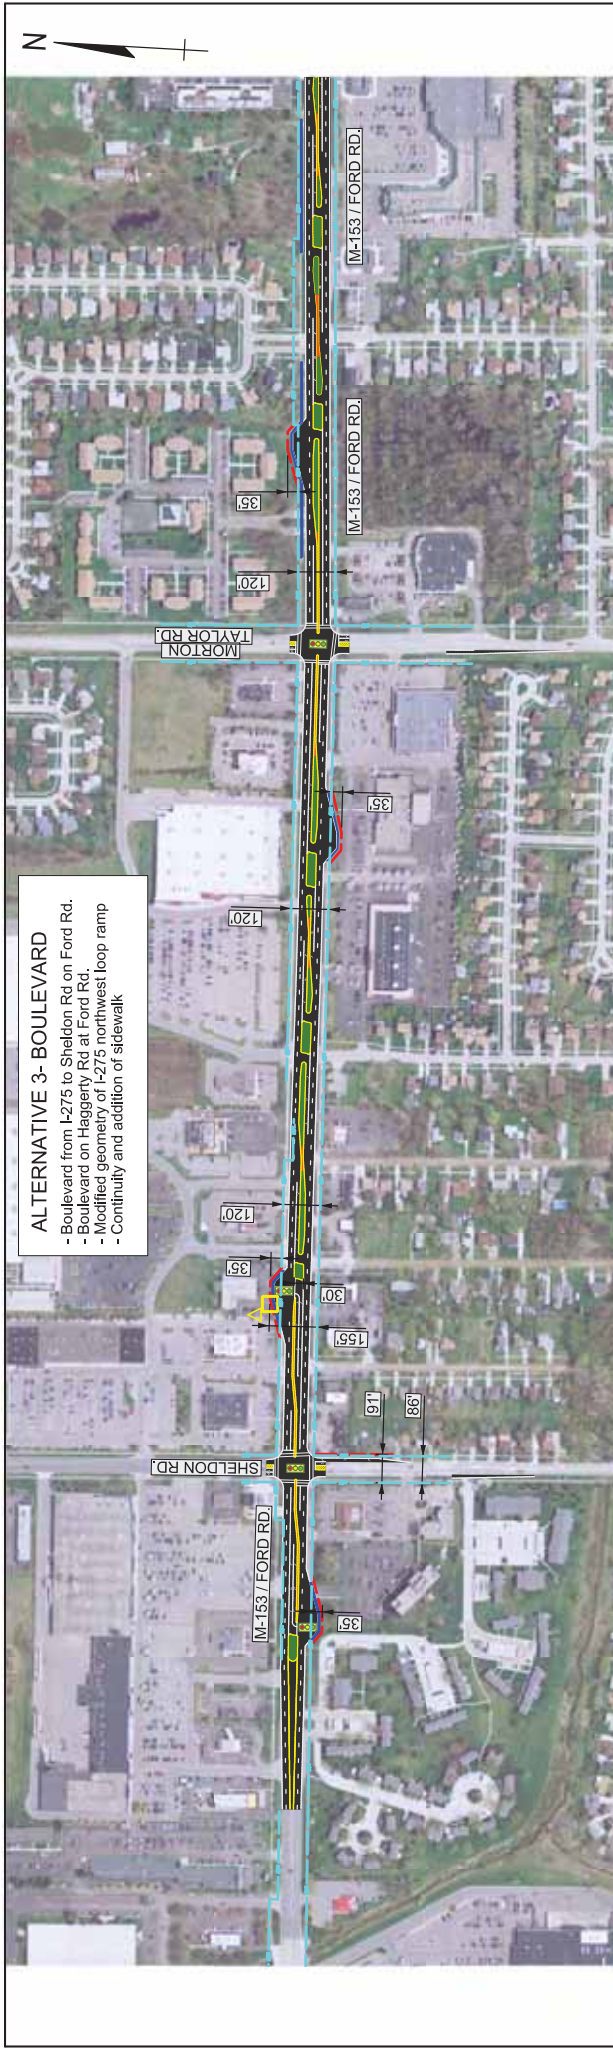 N
ALTERNATIVE 3- BOULEVARD
- Boulevard from I-275 to Sheldon Rd on Ford Rd.
- Boulevard on Haggerty Rd at Ford Rd.
- Modified geometry of I-275 northwest loop ramp
- Continuity and addition of sidewalk
M-153 / FORD RD.
35'
SHELDON RD.
91'
86'
155'
30'
35'
120'
120'
35'
MORTON
TAYLOR RD.
120'
35'
M-153 / FORD RD.
M-153 / FORD RD.